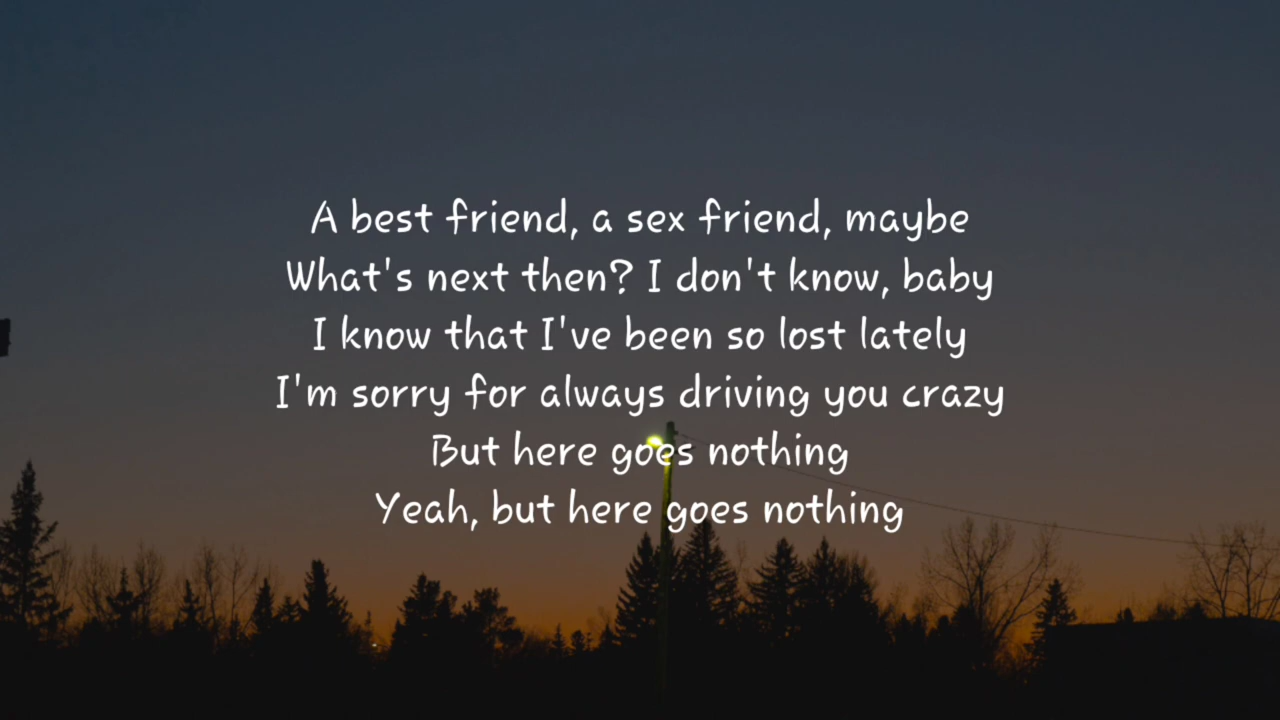 A best friend, a sex friend, maybe
What's next then? I don't know, baby
I know that I've been so lost lately
I'm sorry for always driving you crazy
But here goes nothing
Yeah, but here goes nothing